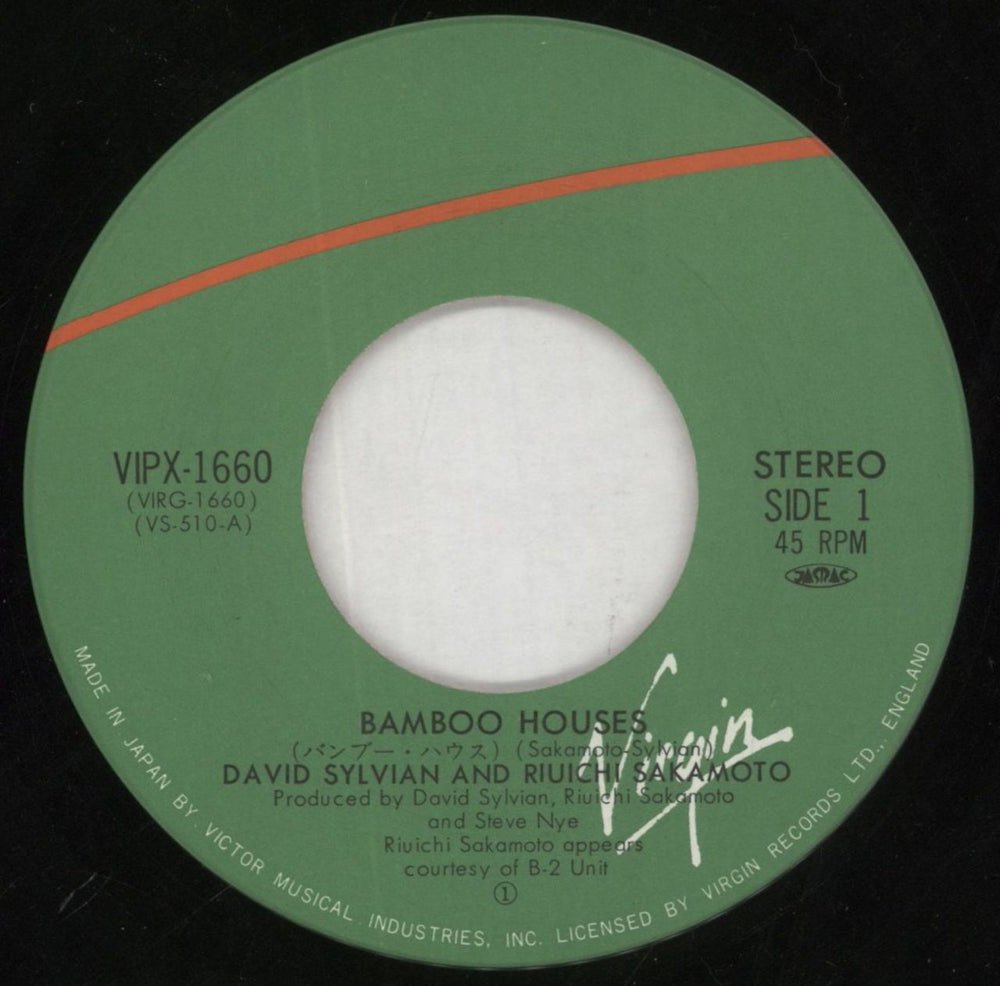 VIPX-1660
(VIRG-1660)
(VS-510-A)
STEREO
SIDE 1
45 RPM
JASRAC
Virgin
BAMBOO HOUSES
(バンブー・ハウス) (Sakamoto-Sylvian)
DAVID SYLVIAN AND RIUICHI SAKAMOTO
Produced by David Sylvian, Riuichi Sakamoto
and Steve Nye
Riuichi Sakamoto appears
courtesy of B-2 Unit
①
MADE IN JAPAN BY. VICTOR MUSICAL INDUSTRIES, INC. LICENSED BY VIRGIN RECORDS LTD., ENGLAND